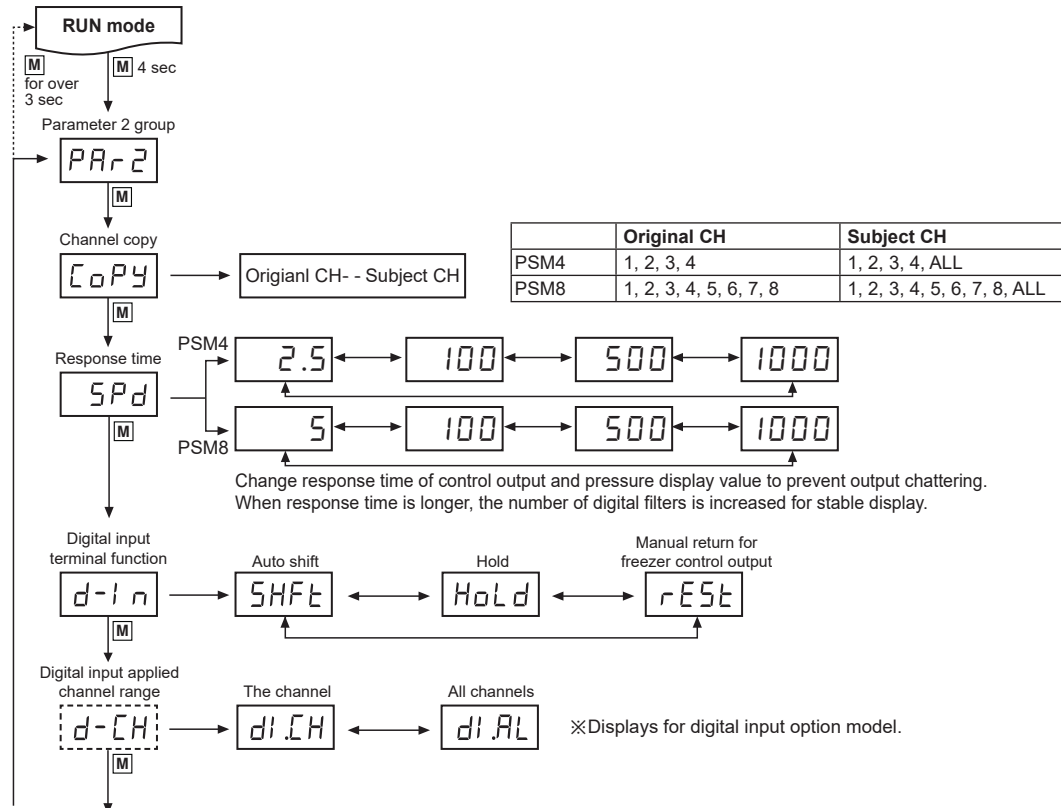 RUN mode
M
for over
3 sec
M 4 sec
Parameter 2 group
PAr2
M
Channel copy
CoPY
Origianl CH- - Subject CH
M
Original CH Subject CH
PSM4 1, 2, 3, 4 1, 2, 3, 4, ALL
PSM8 1, 2, 3, 4, 5, 6, 7, 8 1, 2, 3, 4, 5, 6, 7, 8, ALL
Response time
SPd
M
PSM4
2.5 100 500 1000
PSM8
5 100 500 1000
Change response time of control output and pressure display value to prevent output chattering.
When response time is longer, the number of digital filters is increased for stable display.
Digital input
terminal function
d-In
M
Auto shift
SHFt
Hold
HoLd
Manual return for
freezer control output
rESt
Digital input applied
channel range
d-CH
M
The channel
dI.CH
All channels
dI.AL
※Displays for digital input option model.